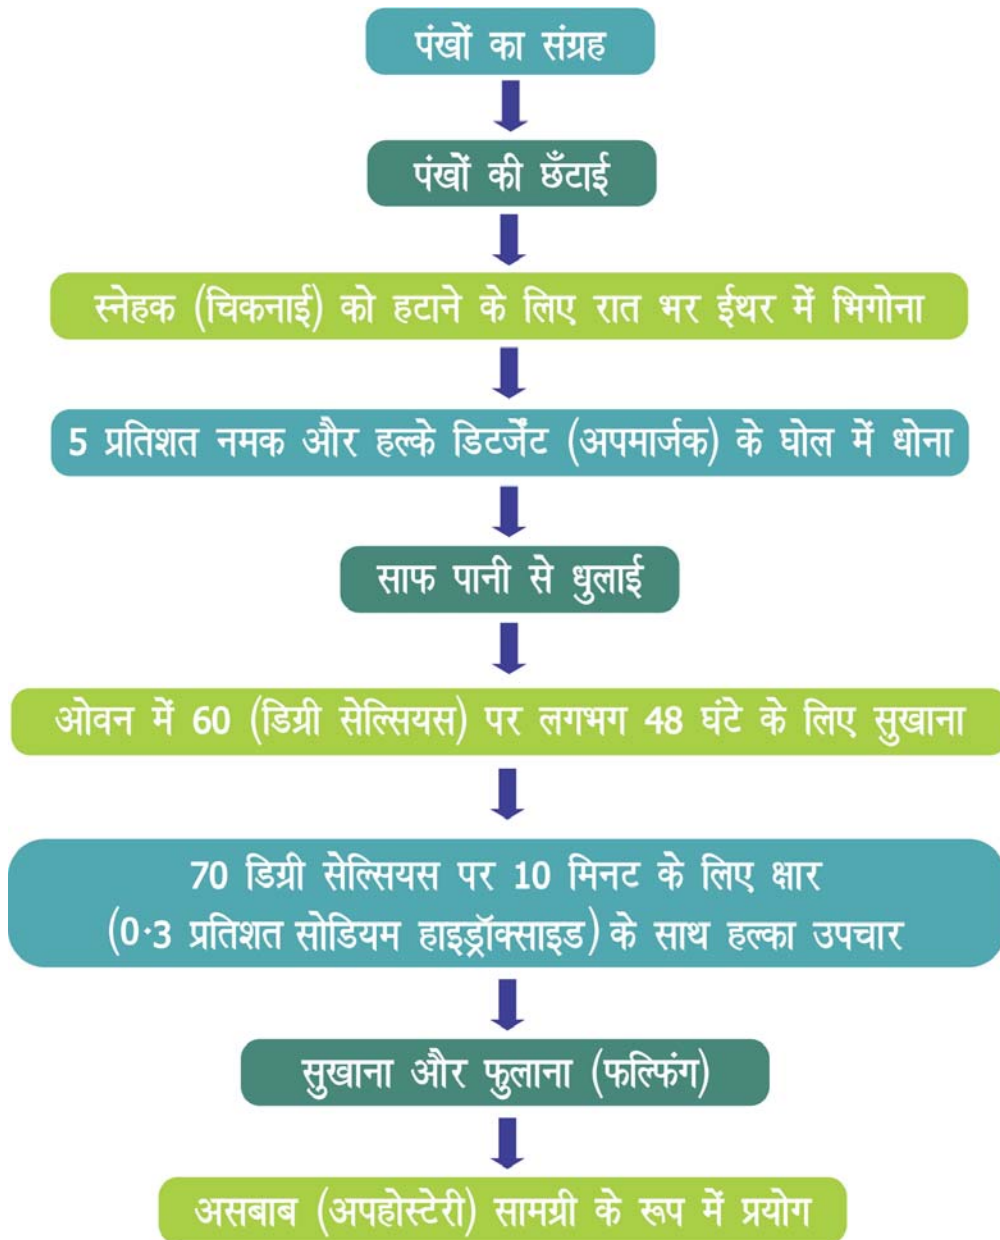 पंखों का संग्रह
पंखों की छँटाई
स्नेहक (चिकनाई) को हटाने के लिए रात भर ईथर में भिगोना
5 प्रतिशत नमक और हल्के डिटर्जेंट (अपमार्जक) के घोल में धोना
साफ पानी से धुलाई
ओवन में 60 (डिग्री सेल्सियस) पर लगभग 48 घंटे के लिए सुखाना
70 डिग्री सेल्सियस पर 10 मिनट के लिए क्षार
(0·3 प्रतिशत सोडियम हाइड्रॉक्साइड) के साथ हल्का उपचार
सुखाना और फुलाना (फल्फिंग)
असबाब (अपहोस्टेरी) सामग्री के रूप में प्रयोग